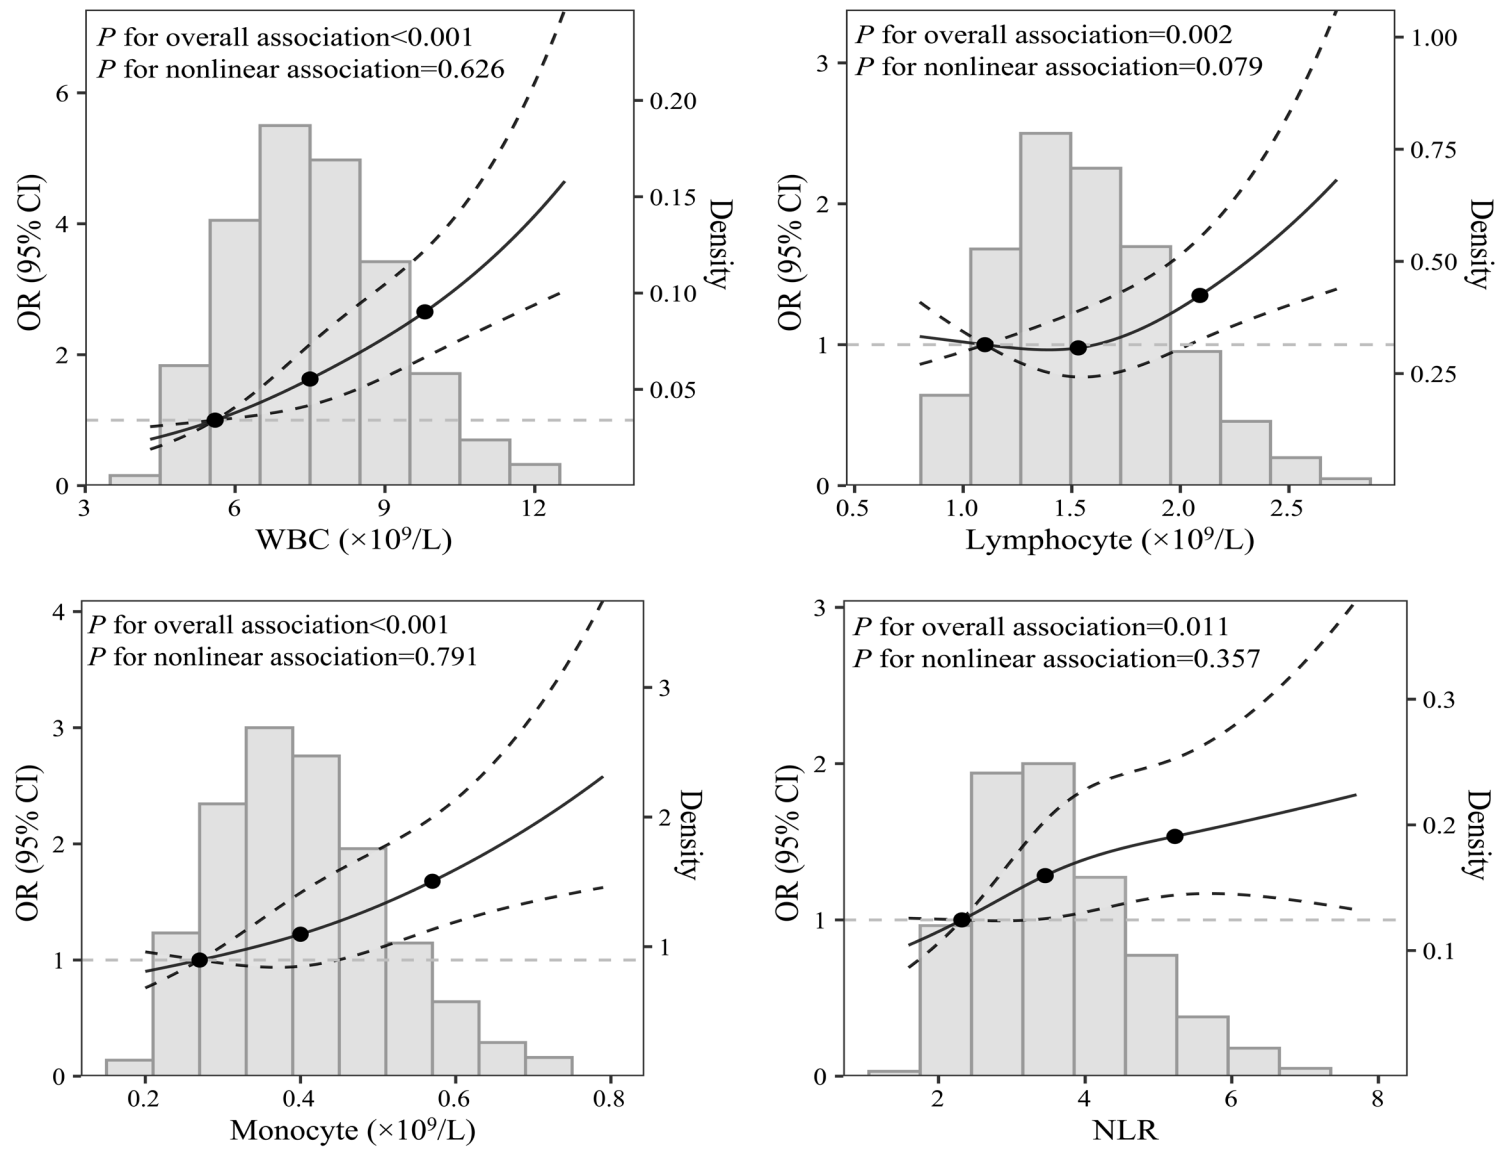 P for overall association<0.001
P for nonlinear association=0.626
6
4
2
0
OR (95% CI)
0.20
0.15
0.10
0.05
Density
3 6 9 12
WBC (×10⁹/L)
P for overall association=0.002
P for nonlinear association=0.079
3
2
1
0
OR (95% CI)
1.00
0.75
0.50
0.25
Density
0.5 1.0 1.5 2.0 2.5
Lymphocyte (×10⁹/L)
P for overall association<0.001
P for nonlinear association=0.791
4
3
2
1
0
OR (95% CI)
3
2
1
Density
0.2 0.4 0.6 0.8
Monocyte (×10⁹/L)
P for overall association=0.011
P for nonlinear association=0.357
3
2
1
0
OR (95% CI)
0.3
0.2
0.1
Density
2 4 6 8
NLR